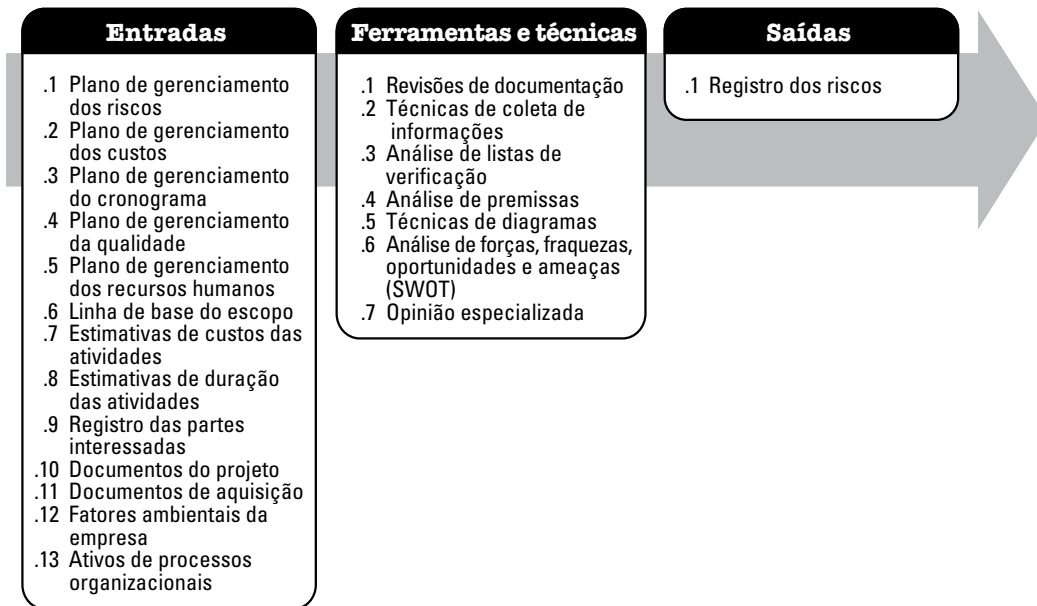 Entradas
.1 Plano de gerenciamento
dos riscos
.2 Plano de gerenciamento
dos custos
.3 Plano de gerenciamento
do cronograma
.4 Plano de gerenciamento
da qualidade
.5 Plano de gerenciamento
dos recursos humanos
.6 Linha de base do escopo
.7 Estimativas de custos das
atividades
.8 Estimativas de duração
das atividades
.9 Registro das partes
interessadas
.10 Documentos do projeto
.11 Documentos de aquisição
.12 Fatores ambientais da
empresa
.13 Ativos de processos
organizacionais
Ferramentas e técnicas
.1 Revisões de documentação
.2 Técnicas de coleta de
informações
.3 Análise de listas de
verificação
.4 Análise de premissas
.5 Técnicas de diagramas
.6 Análise de forças, fraquezas,
oportunidades e ameaças
(SWOT)
.7 Opinião especializada
Saídas
.1 Registro dos riscos